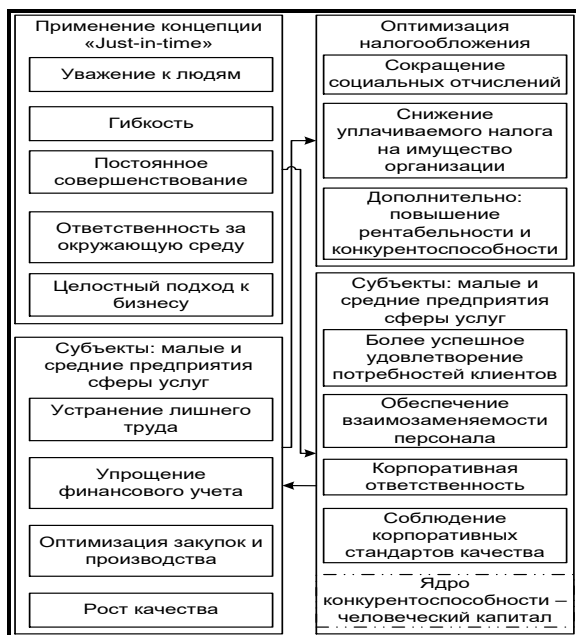 Применение концепции
«Just-in-time»
Уважение к людям
Гибкость
Постоянное
совершенствование
Ответственность за
окружающую среду
Целостный подход к
бизнесу
Субъекты: малые и
средние предприятия
сферы услуг
Устранение лишнего
труда
Упрощение
финансового учета
Оптимизация закупок и
производства
Рост качества
Оптимизация
налогообложения
Сокращение
социальных отчислений
Снижение
уплачиваемого налога
на имущество
организации
Дополнительно:
повышение
рентабельности и
конкурентоспособности
Субъекты: малые и
средние предприятия
сферы услуг
Более успешное
удовлетворение
потребностей клиентов
Обеспечение
взаимозаменяемости
персонала
Корпоративная
ответственность
Соблюдение
корпоративных
стандартов качества
Ядро
конкурентоспособности –
человеческий капитал